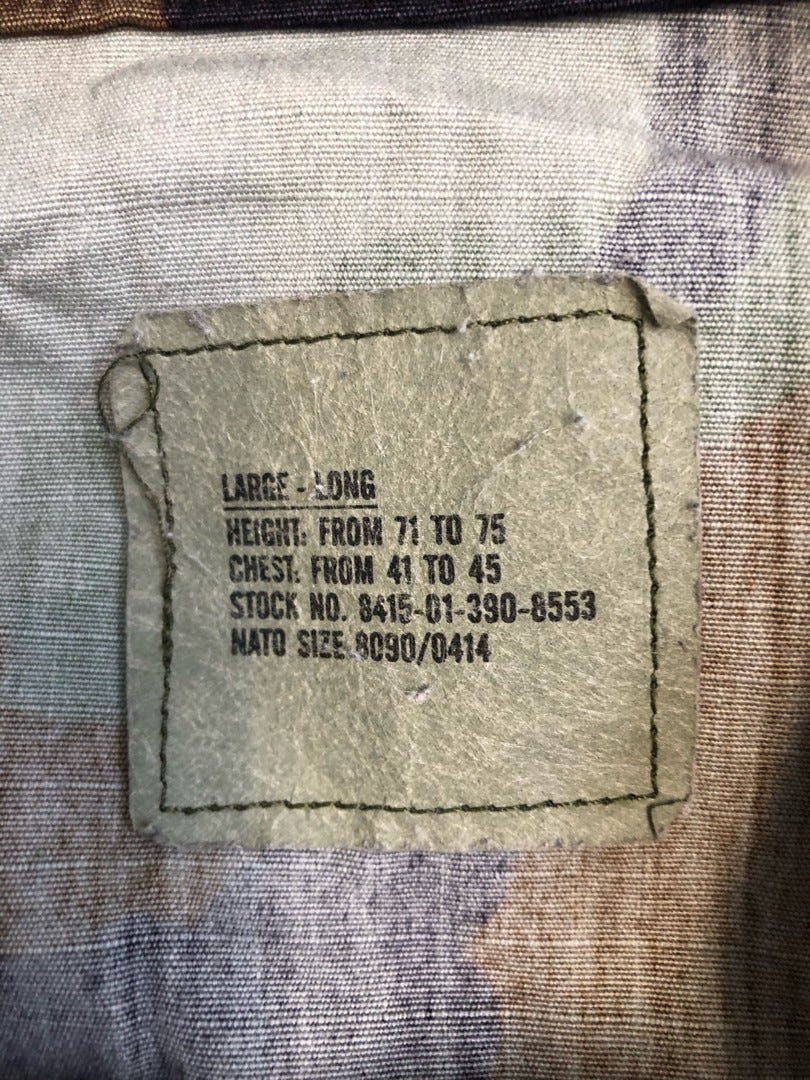 LARGE - LONG
HEIGHT: FROM 71 TO 75
CHEST: FROM 41 TO 45
STOCK NO. 8415-01-390-8553
NATO SIZE 8090/0414